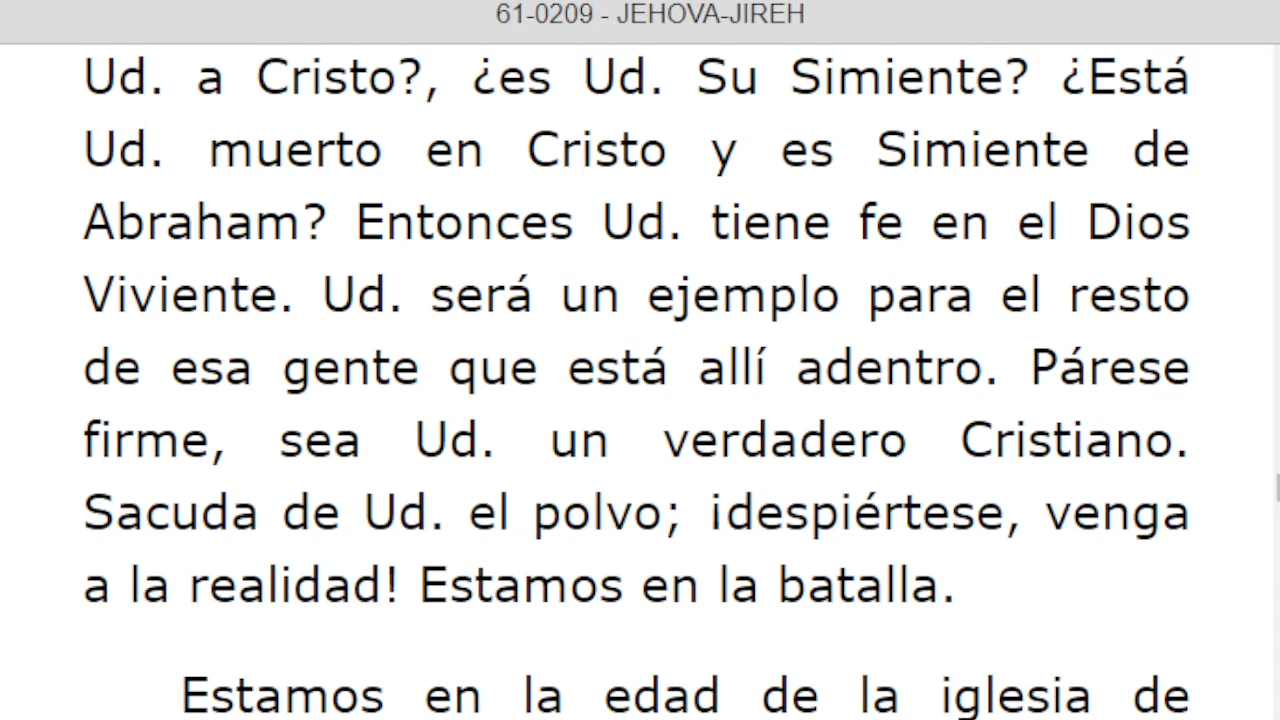 61-0209 - JEHOVA-JIREH
Ud. a Cristo?, ¿es Ud. Su Simiente? ¿Está
Ud. muerto en Cristo y es Simiente de
Abraham? Entonces Ud. tiene fe en el Dios
Viviente. Ud. será un ejemplo para el resto
de esa gente que está allí adentro. Párese
firme, sea Ud. un verdadero Cristiano.
Sacuda de Ud. el polvo; ¡despiértese, venga
a la realidad! Estamos en la batalla.
Estamos en la edad de la iglesia de